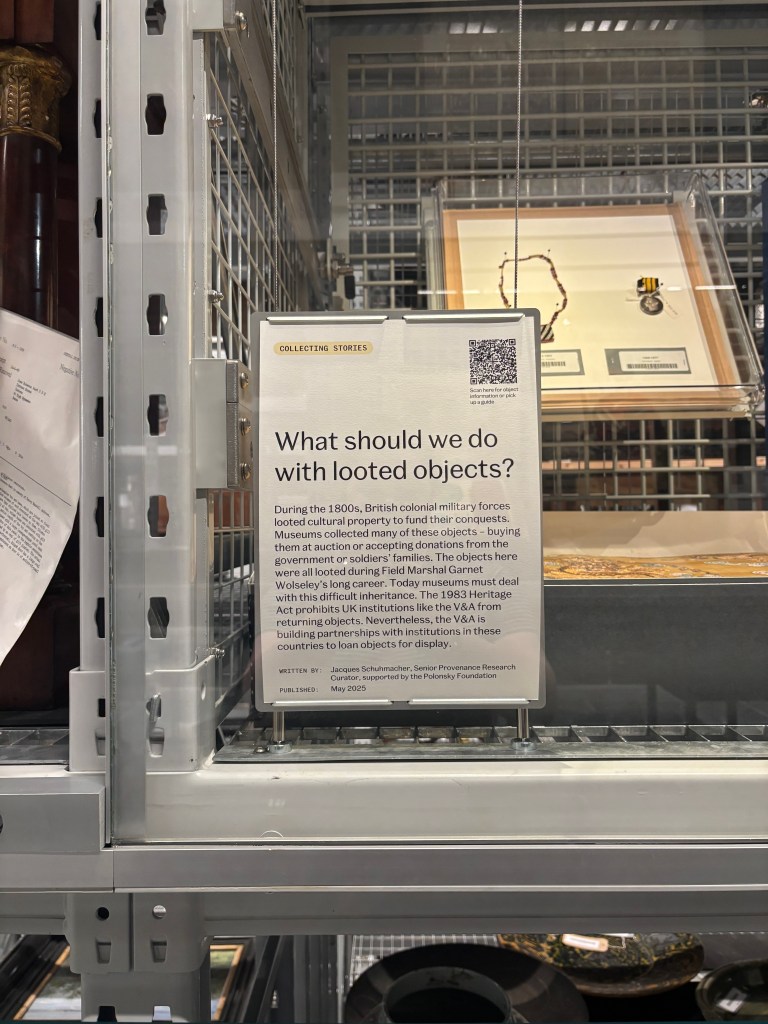 COLLECTING STORIES
Scan here for object
information or pick
up a guide
What should we do
with looted objects?
During the 1800s, British colonial military forces
looted cultural property to fund their conquests.
Museums collected many of these objects – buying
them at auction or accepting donations from the
government or soldiers' families. The objects here
were all looted during Field Marshal Garnet
Wolseley's long career. Today museums must deal
with this difficult inheritance. The 1983 Heritage
Act prohibits UK institutions like the V&A from
returning objects. Nevertheless, the V&A is
building partnerships with institutions in these
countries to loan objects for display.
WRITTEN BY: Jacques Schuhmacher, Senior Provenance Research
Curator, supported by the Polonsky Foundation
PUBLISHED: May 2025